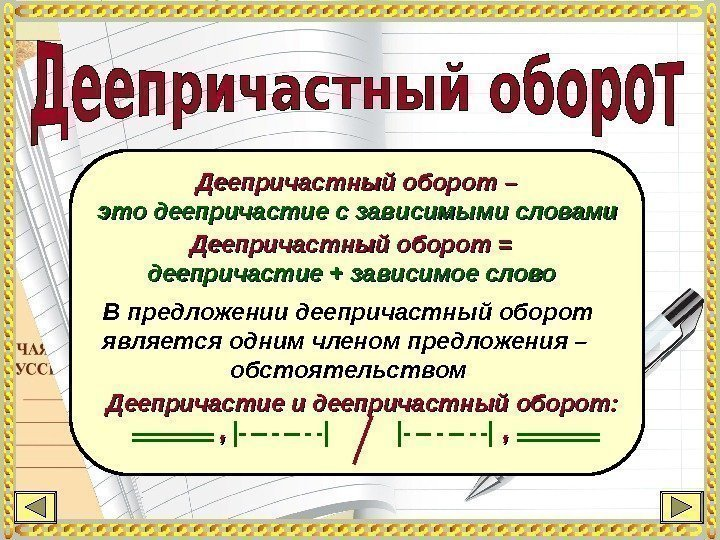 Деепричастный оборот
Деепричастный оборот –
это деепричастие с зависимыми словами
Деепричастный оборот =
деепричастие + зависимое слово
В предложении деепричастный оборот
является одним членом предложения –
обстоятельством
Деепричастие и деепричастный оборот:
, |-·-·-·-| / |-·-·-·-| ,
ЧАЯ
УССК